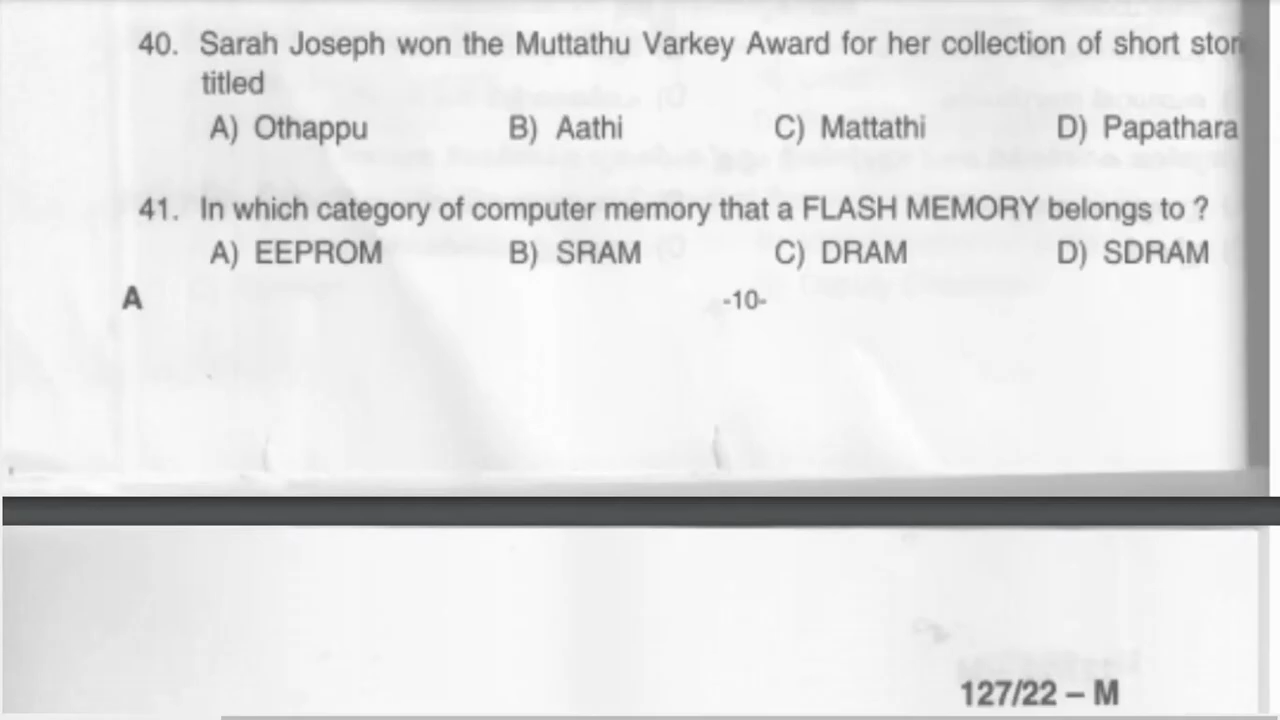 40. Sarah Joseph won the Muttathu Varkey Award for her collection of short
titled
A) Othappu B) Aathi C) Mattathi D) Papathara
41. In which category of computer memory that a FLASH MEMORY belongs to ?
A) EEPROM B) SRAM C) DRAM D) SDRAM
A -10-
127/22 – M